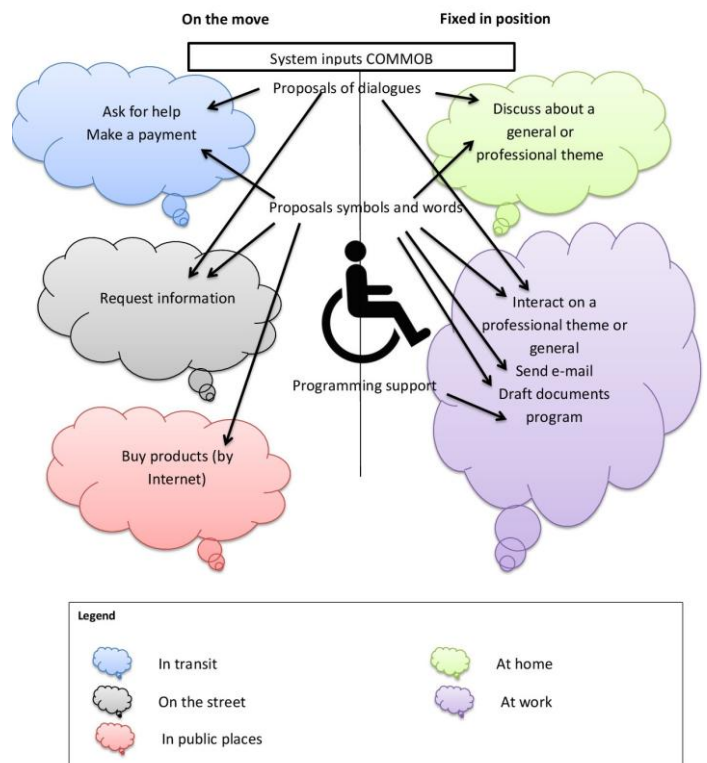 On the move
Fixed in position
System inputs COMMOB
Proposals of dialogues
Ask for help
Make a payment
Discuss about a
general or
professional theme
Proposals symbols and words
Request information
Interact on a
professional theme or
general
Send e-mail
Draft documents
program
Programming support
Buy products (by
Internet)
Legend
In transit
At home
On the street
At work
In public places